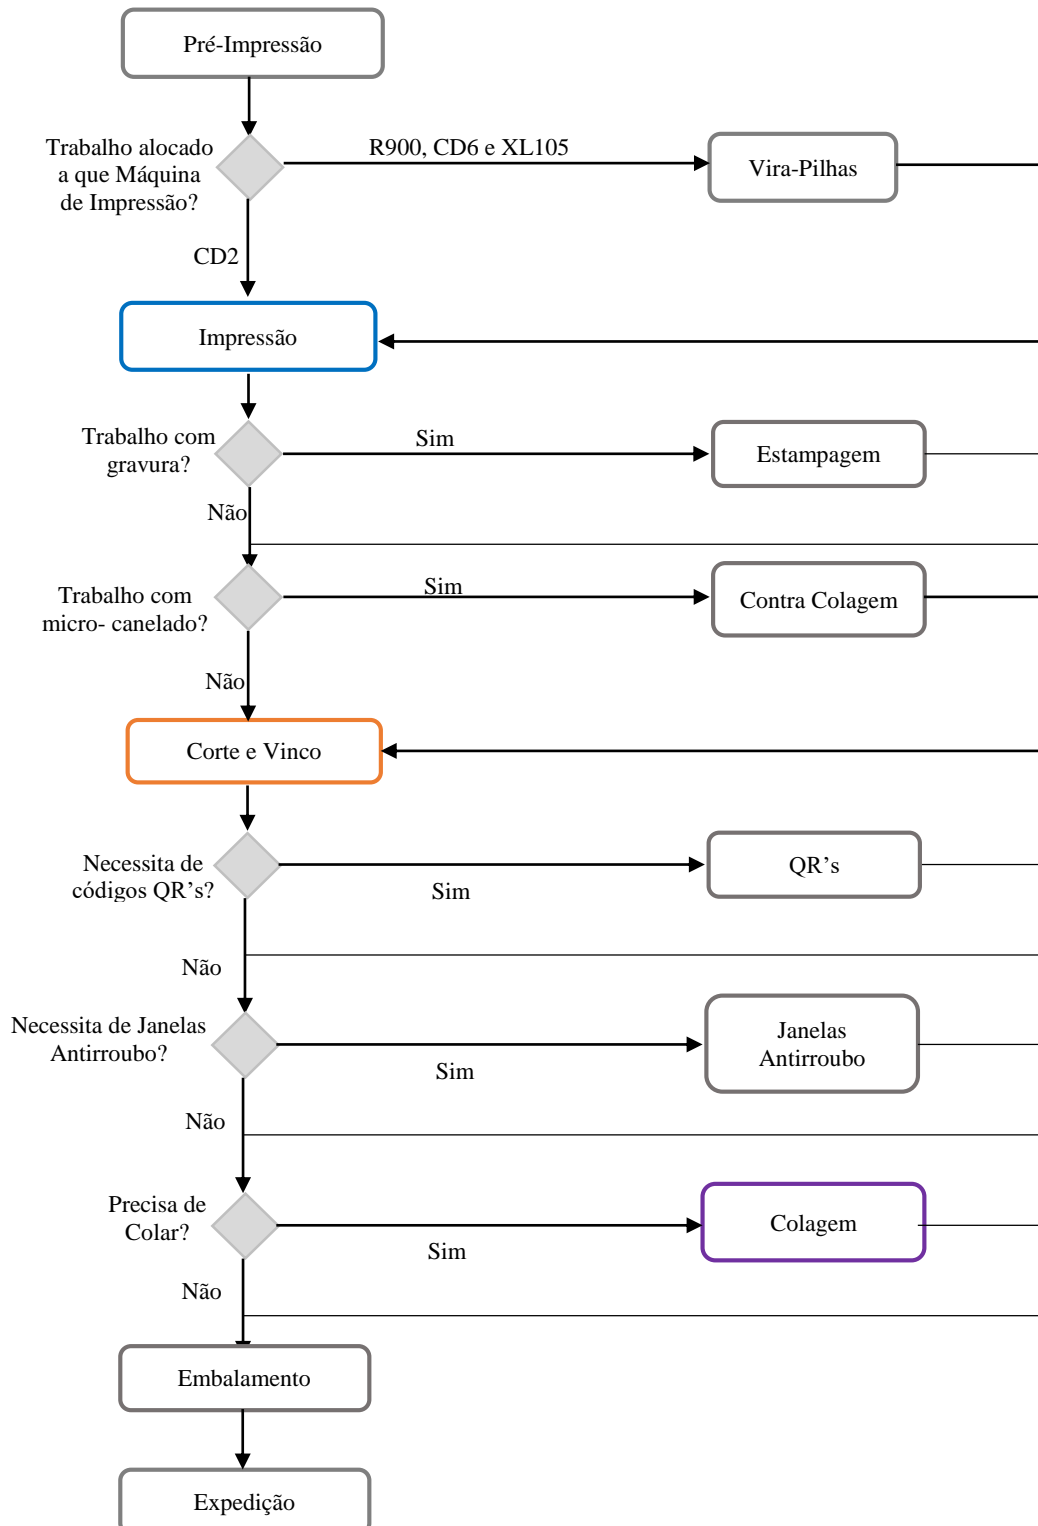 Pré-Impressão
Trabalho alocado
a que Máquina
de Impressão?
R900, CD6 e XL105
Vira-Pilhas
CD2
Impressão
Trabalho com
gravura?
Sim
Estampagem
Não
Trabalho com
micro- canelado?
Sim
Contra Colagem
Não
Corte e Vinco
Necessita de
códigos QR’s?
Sim
QR’s
Não
Necessita de Janelas
Antirroubo?
Sim
Janelas
Antirroubo
Não
Precisa de
Colar?
Sim
Colagem
Não
Embalamento
Expedição